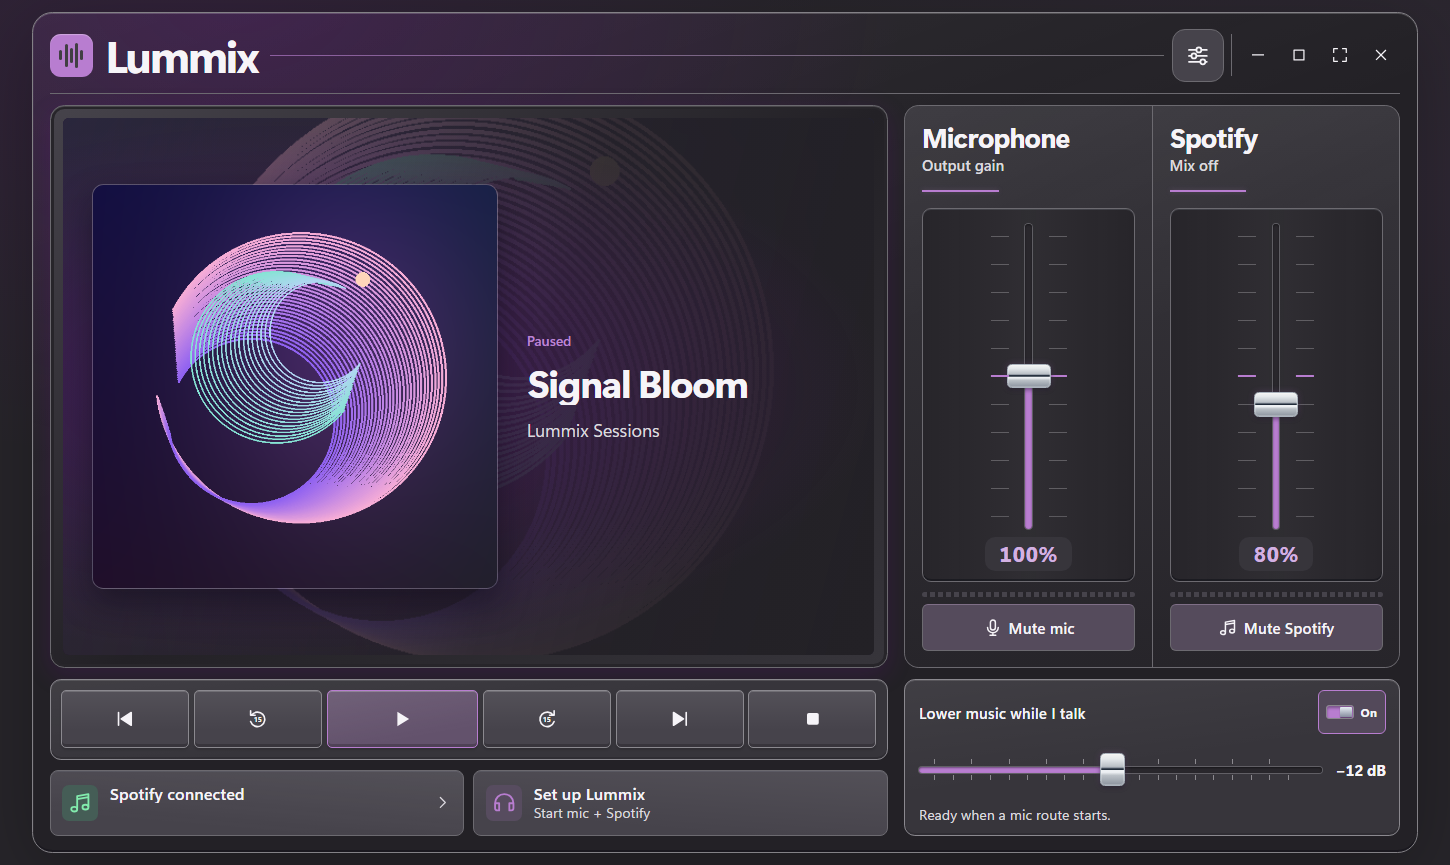 Lummix
Microphone
Output gain
Spotify
Mix off
Paused
Signal Bloom
Lummix Sessions
100%
80%
Mute mic
Mute Spotify
15
15
Lower music while I talk
On
−12 dB
Ready when a mic route starts.
Spotify connected
Set up Lummix
Start mic + Spotify